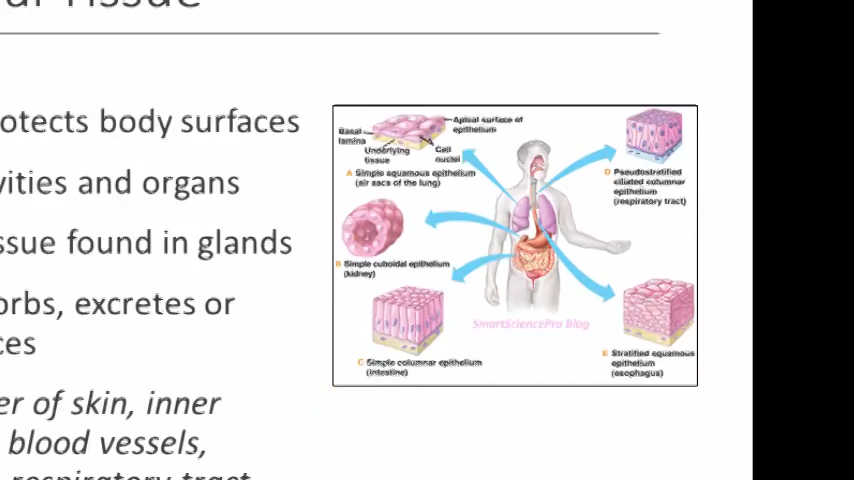 Tissue
otects body surfaces
vities and organs
ssue found in glands
orbs, excretes or
ces
er of skin, inner
blood vessels,
respiratory tract
Apical surface of
epithelium
Basal
lamina
Underlying
tissue
Cell
nuclei
A Simple squamous epithelium
(air sacs of the lung)
D Pseudostratified
ciliated columnar
epithelium
(respiratory tract)
B Simple cuboidal epithelium
(kidney)
SmartSciencePro Blog
C Simple columnar epithelium
(intestine)
E Stratified squamous
epithelium
(esophagus)